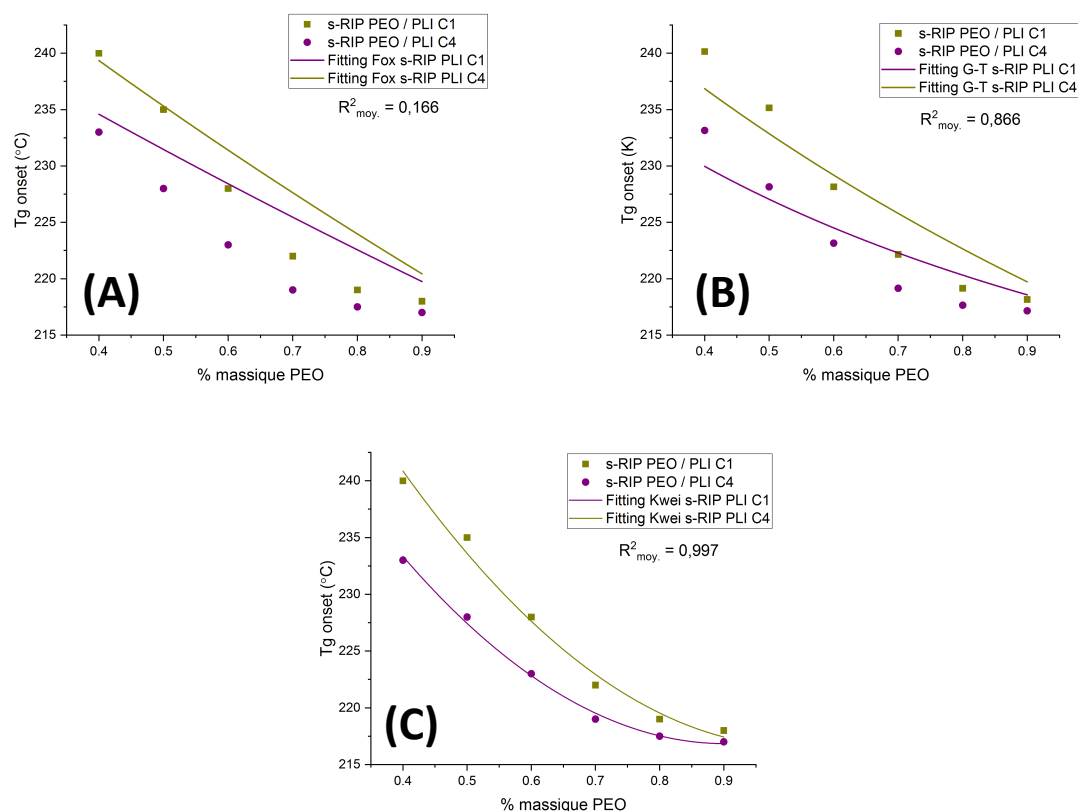 s-RIP PEO / PLI C1
s-RIP PEO / PLI C4
Fitting Fox s-RIP PLI C1
Fitting Fox s-RIP PLI C4
R²moy. = 0,166
240
235
230
225
220
215
Tg onset (°C)
(A)
0.4 0.5 0.6 0.7 0.8 0.9
% massique PEO
s-RIP PEO / PLI C1
s-RIP PEO / PLI C4
Fitting G-T s-RIP PLI C1
Fitting G-T s-RIP PLI C4
R²moy. = 0,866
240
235
230
225
220
215
Tg onset (K)
(B)
0.4 0.5 0.6 0.7 0.8 0.9
% massique PEO
s-RIP PEO / PLI C1
s-RIP PEO / PLI C4
Fitting Kwei s-RIP PLI C1
Fitting Kwei s-RIP PLI C4
R²moy. = 0,997
240
235
230
225
220
215
Tg onset (°C)
(C)
0.4 0.5 0.6 0.7 0.8 0.9
% massique PEO